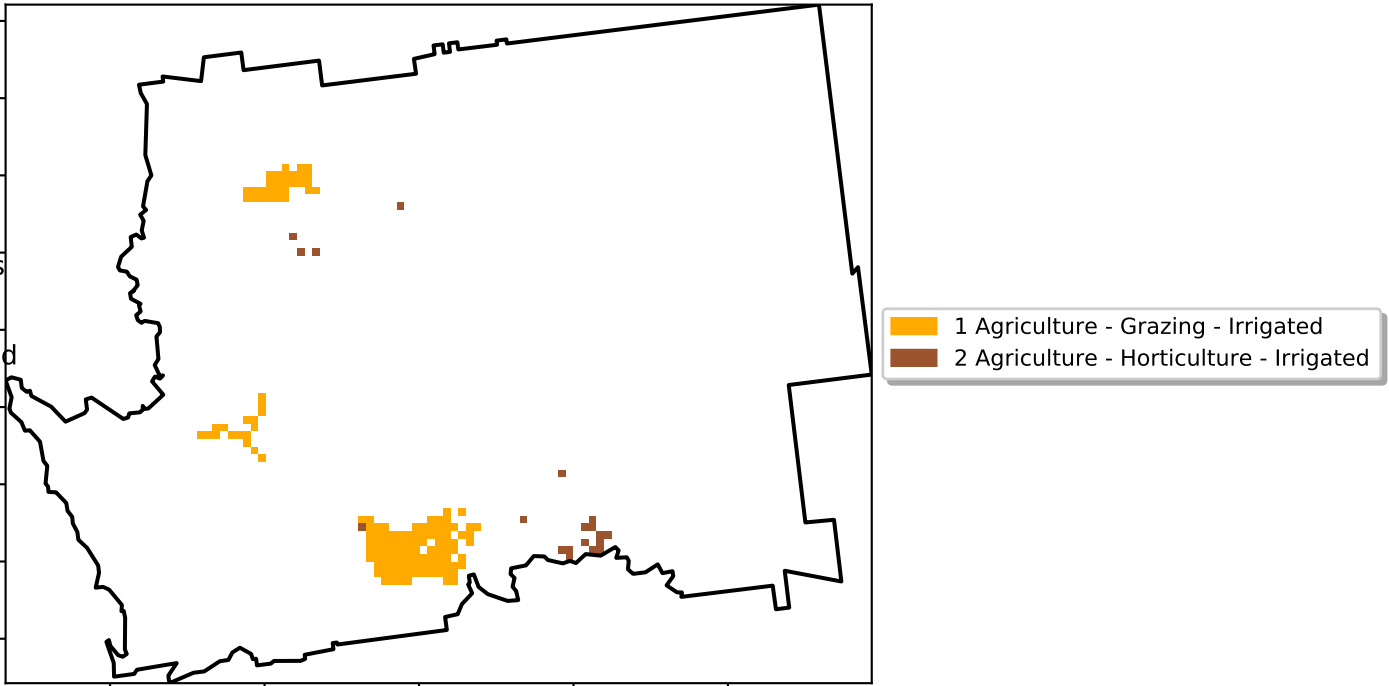 s
d
1 Agriculture - Grazing - Irrigated
2 Agriculture - Horticulture - Irrigated